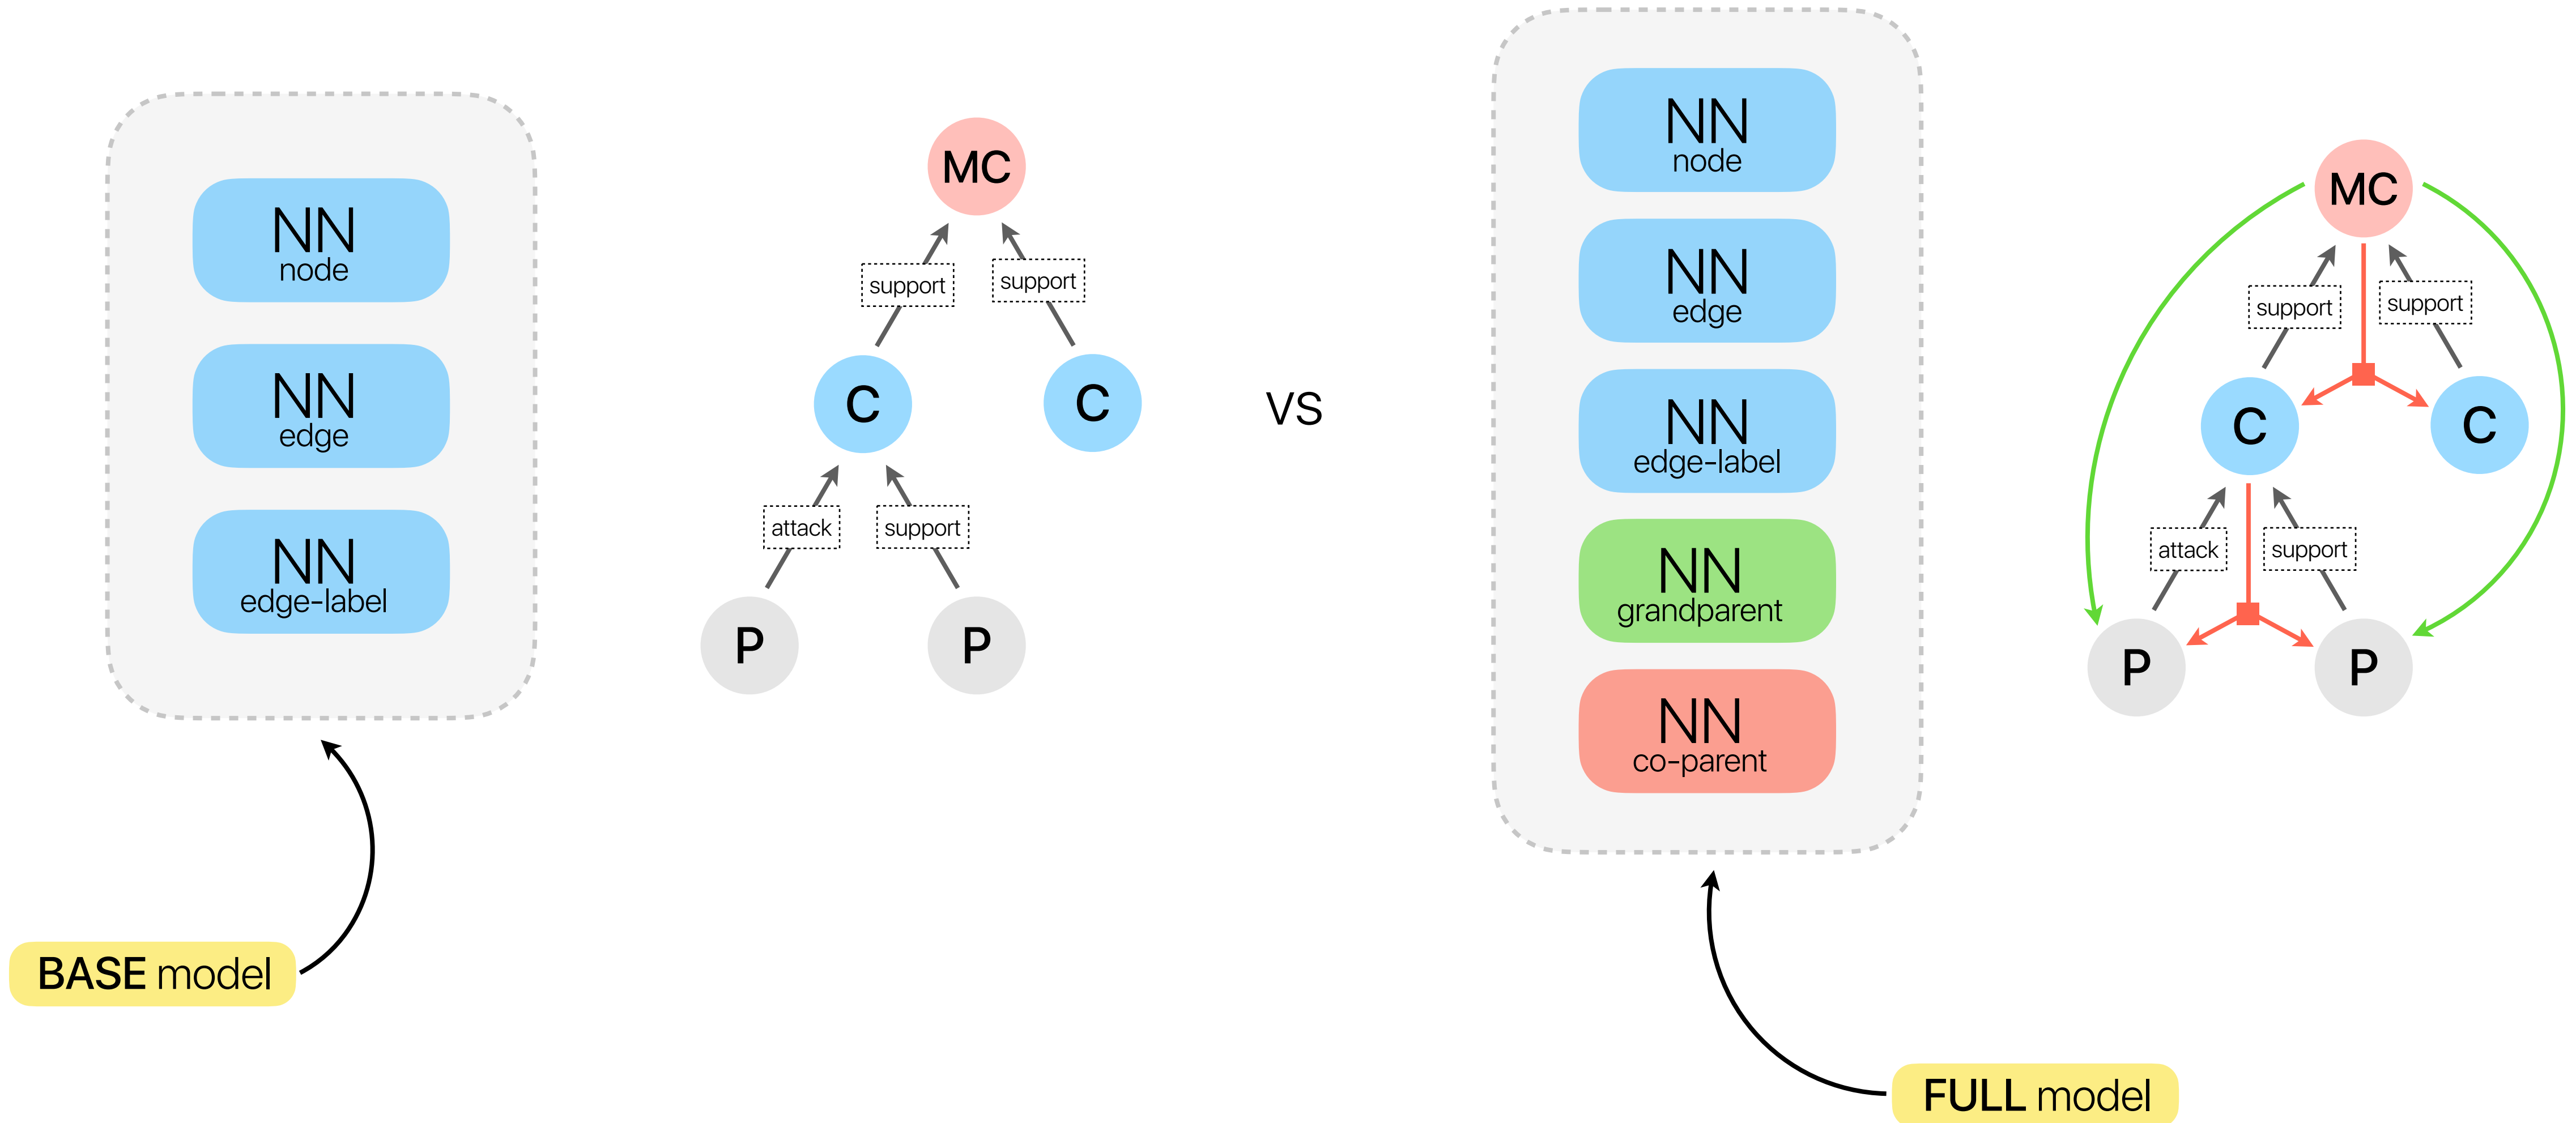 NN
node
NN
edge
NN
edge-label
BASE model
MC
support
support
C
C
attack
support
P
P
VS
NN
node
NN
edge
NN
edge-label
NN
grandparent
NN
co-parent
FULL model
MC
support
support
C
C
attack
support
P
P